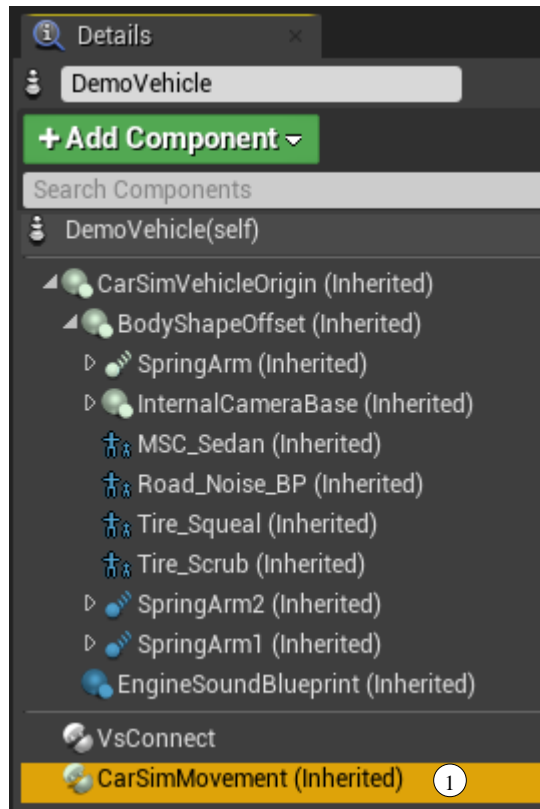 Details
DemoVehicle
+ Add Component
Search Components
DemoVehicle(self)
CarSimVehicleOrigin (Inherited)
BodyShapeOffset (Inherited)
SpringArm (Inherited)
InternalCameraBase (Inherited)
MSC_Sedan (Inherited)
Road_Noise_BP (Inherited)
Tire_Squeal (Inherited)
Tire_Scrub (Inherited)
SpringArm2 (Inherited)
SpringArm1 (Inherited)
EngineSoundBlueprint (Inherited)
VsConnect
CarSimMovement (Inherited) 1